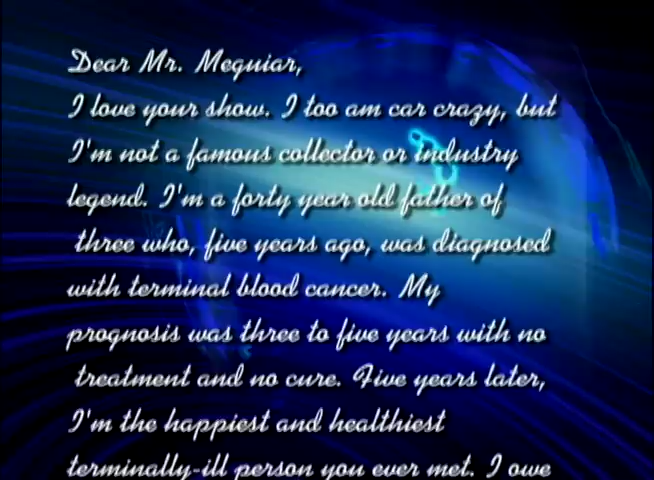 Dear Mr. Meguiar,
I love your show. I too am car crazy, but
I'm not a famous collector or industry
legend. I'm a forty year old father of
three who, five years ago, was diagnosed
with terminal blood cancer. My
prognosis was three to five years with no
treatment and no cure. Five years later,
I'm the happiest and healthiest
terminally-ill person you ever met. I owe